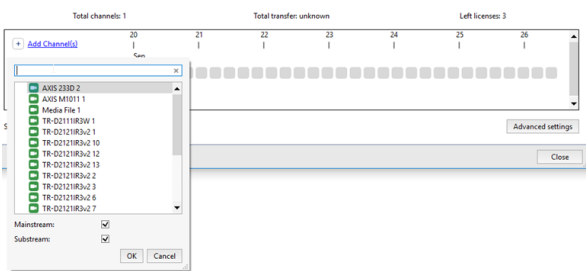 Total channels: 1 Total transfer: unknown Left licenses: 3
20 21 22 23 24 25 26
+ Add Channel(s)
Sep
AXIS 233D 2
AXIS M1011 1
Media File 1
TR-D2111IR3W 1
TR-D2121IR3v2 1
TR-D2121IR3v2 10
TR-D2121IR3v2 12
TR-D2121IR3v2 13
TR-D2121IR3v2 2
TR-D2121IR3v2 3
TR-D2121IR3v2 6
TR-D2121IR3v2 7
S Advanced settings
Close
Mainstream:
Substream:
OK Cancel